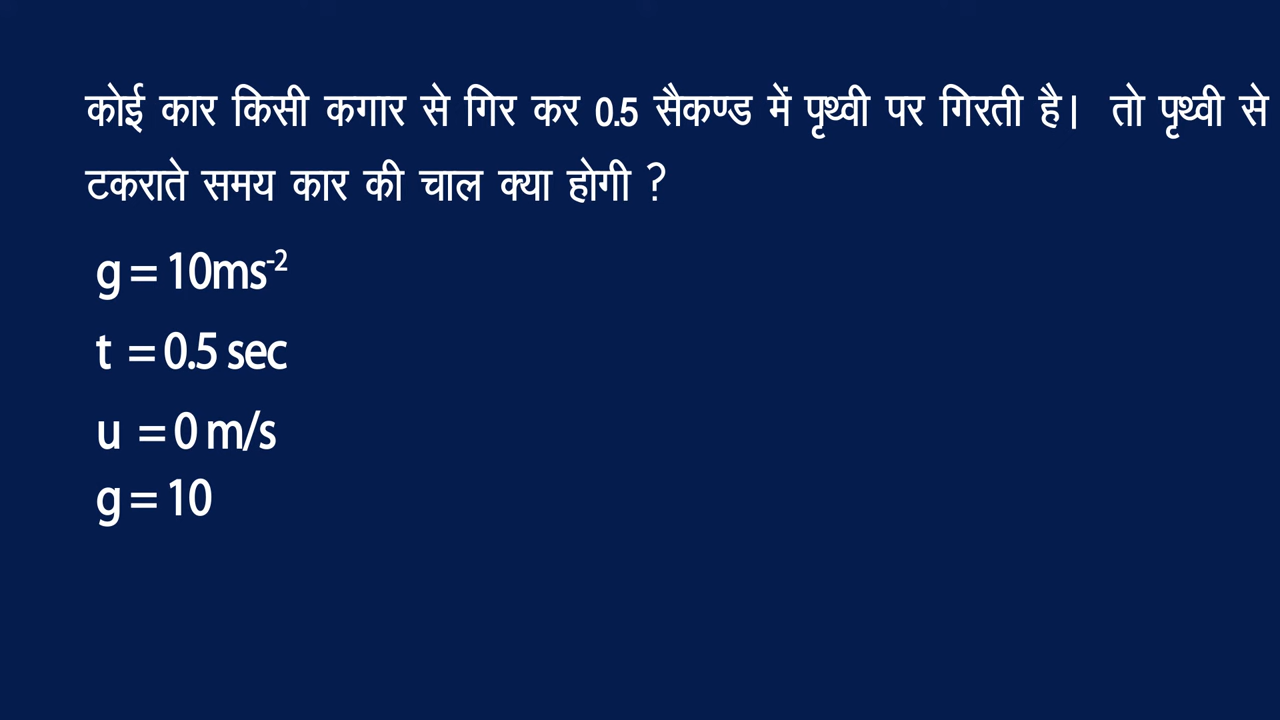 कोई कार किसी कगार से गिर कर 0.5 सैकण्ड में पृथ्वी पर गिरती है। तो पृथ्वी से
टकराते समय कार की चाल क्या होगी ?
g = 10ms⁻²
t = 0.5 sec
u = 0 m/s
g = 10